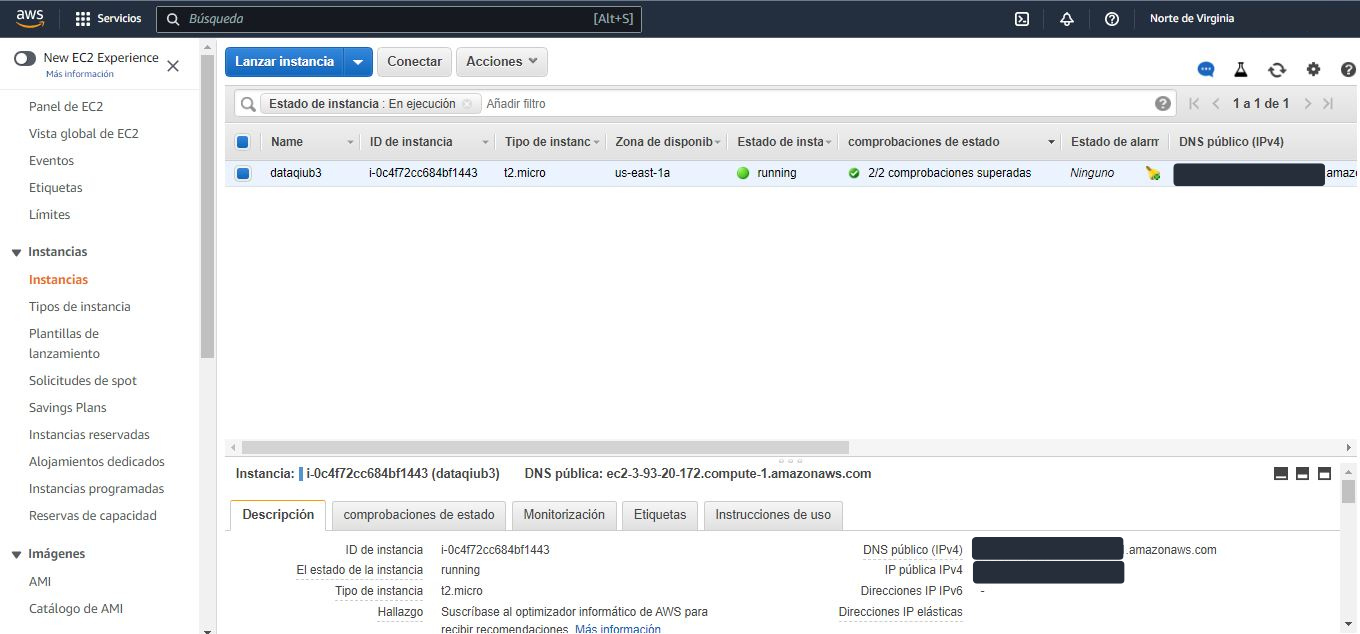 aws
Servicios
Búsqueda
[Alt+S]
Norte de Virginia
New EC2 Experience
Más información
Panel de EC2
Vista global de EC2
Eventos
Etiquetas
Límites
Instancias
Instancias
Tipos de instancia
Plantillas de
lanzamiento
Solicitudes de spot
Savings Plans
Instancias reservadas
Alojamientos dedicados
Instancias programadas
Reservas de capacidad
Imágenes
AMI
Catálogo de AMI
Lanzar instancia
Conectar
Acciones
Estado de instancia : En ejecución
Añadir filtro
1 a 1 de 1
Name
ID de instancia
Tipo de instanc
Zona de disponib
Estado de insta
comprobaciones de estado
Estado de alarm
DNS público (IPv4)
dataqiub3
i-0c4f72cc684bf1443
t2.micro
us-east-1a
running
2/2 comprobaciones superadas
Ninguno
amazo
Instancia: i-0c4f72cc684bf1443 (dataqiub3)
DNS pública: ec2-3-93-20-172.compute-1.amazonaws.com
Descripción
comprobaciones de estado
Monitorización
Etiquetas
Instrucciones de uso
ID de instancia i-0c4f72cc684bf1443
El estado de la instancia running
Tipo de instancia t2.micro
Hallazgo Suscríbase al optimizador informático de AWS para
recibir recomendaciones. Más información
DNS público (IPv4) .amazonaws.com
IP pública IPv4
Direcciones IP IPv6 -
Direcciones IP elásticas